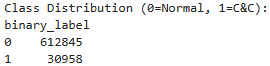 Class Distribution (0=Normal, 1=C&C):
binary_label
0    612845
1     30958